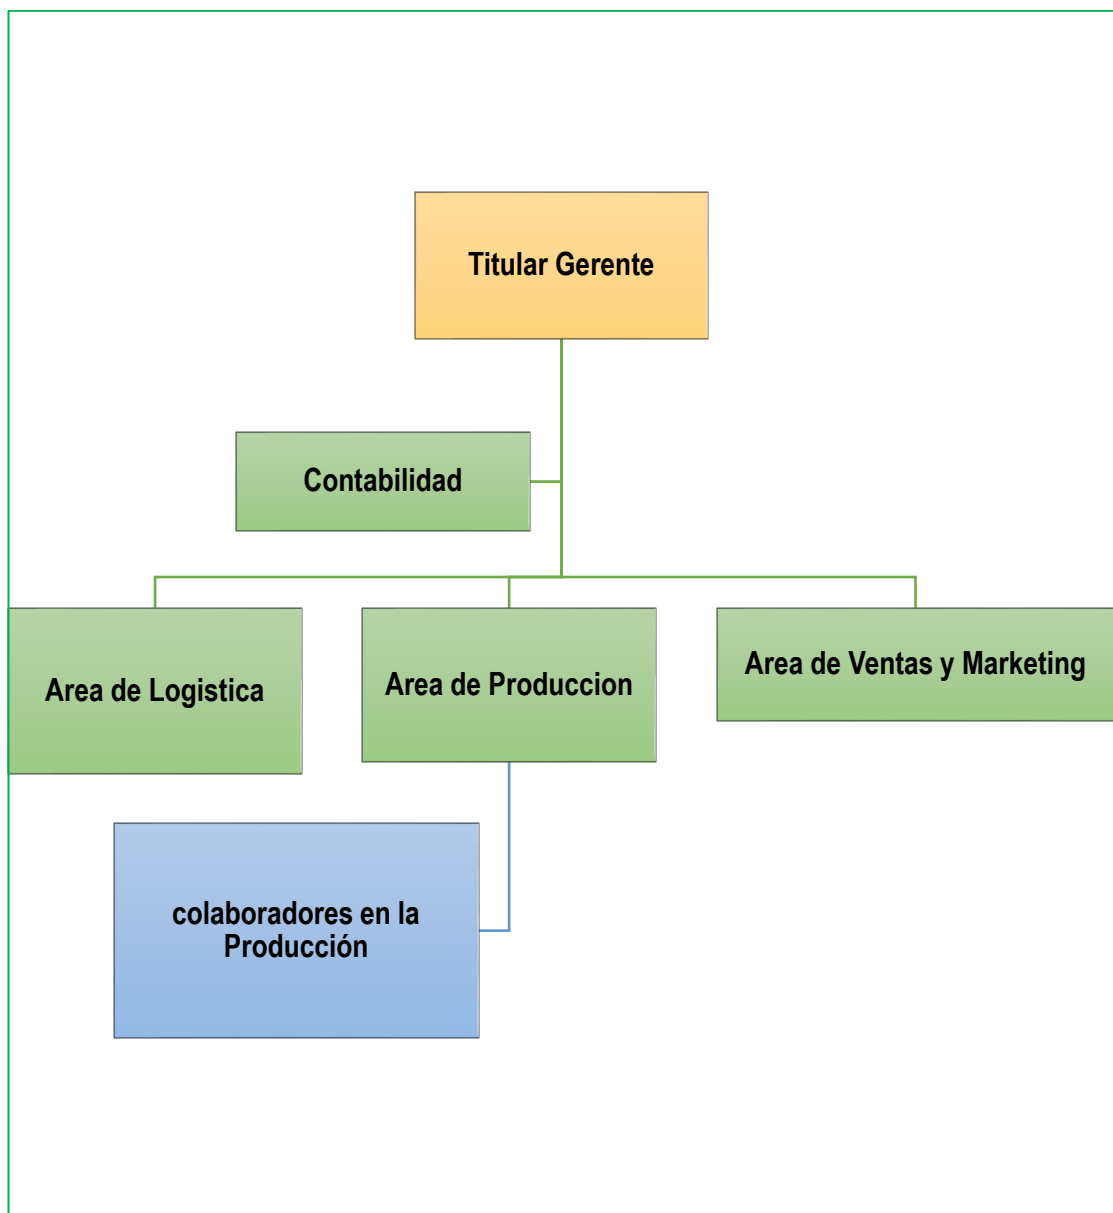 Titular Gerente
Contabilidad
Area de Logistica
Area de Produccion
Area de Ventas y Marketing
colaboradores en la
Producción